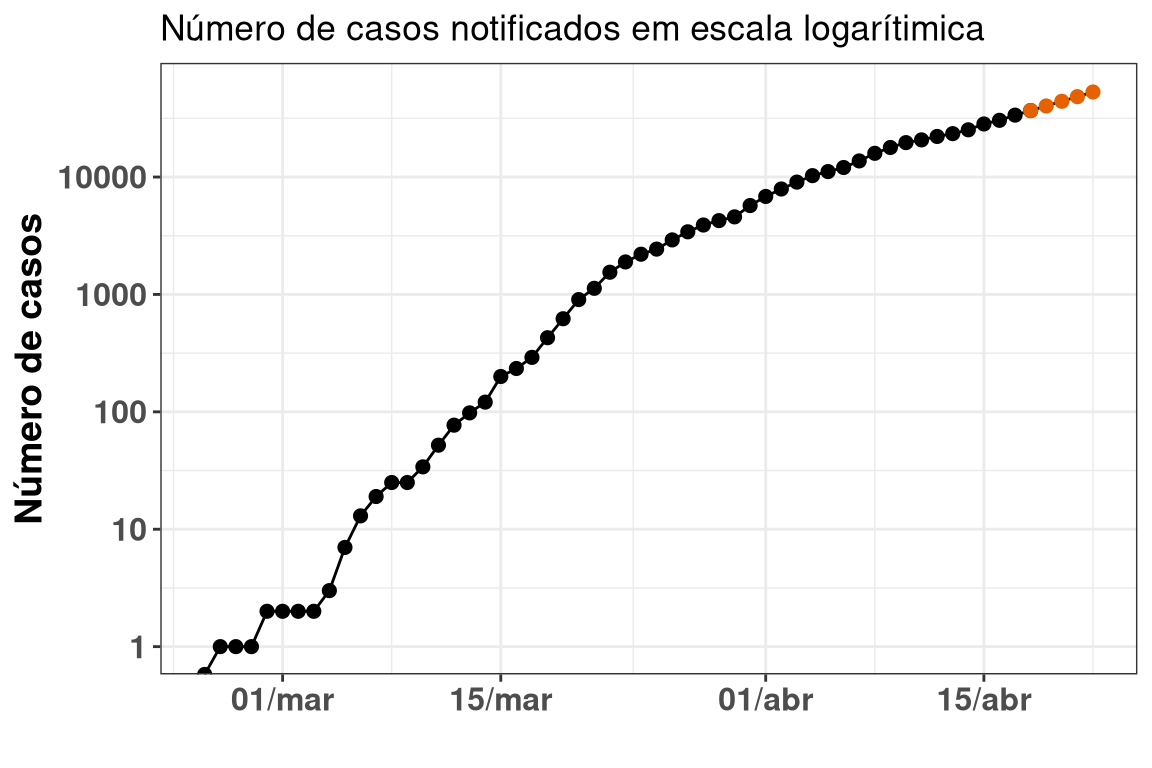 Número de casos notificados em escala logarítimica
Número de casos
10000
1000
100
10
1
01/mar 15/mar 01/abr 15/abr